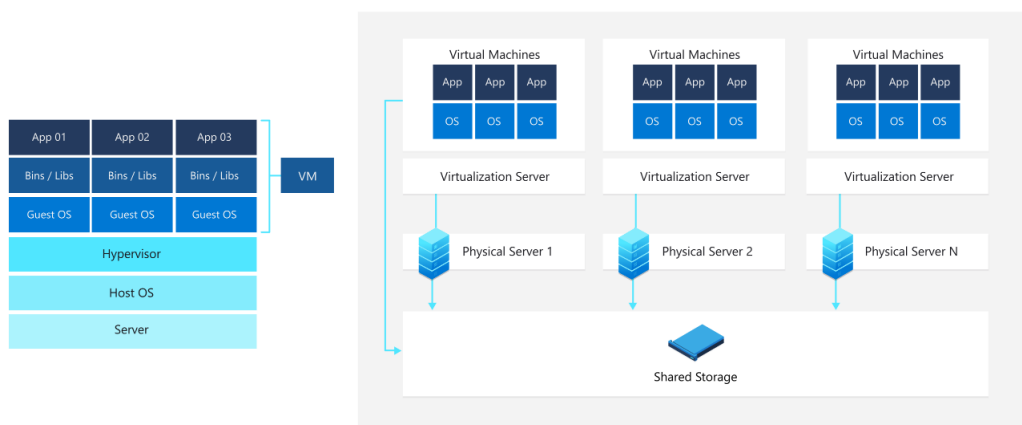 App 01
App 02
App 03
Bins / Libs
Bins / Libs
Bins / Libs
VM
Guest OS
Guest OS
Guest OS
Hypervisor
Host OS
Server
Virtual Machines
App
App
App
OS
OS
OS
Virtual Machines
App
App
App
OS
OS
OS
Virtual Machines
App
App
App
OS
OS
OS
Virtualization Server
Virtualization Server
Virtualization Server
Physical Server 1
Physical Server 2
Physical Server N
Shared Storage